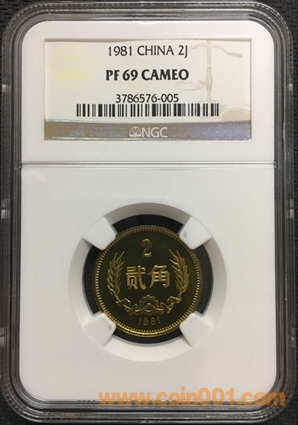 1981 CHINA 2J
PF 69 CAMEO
3786576-005
NGC
2
贰角
1981
www.coin001.com